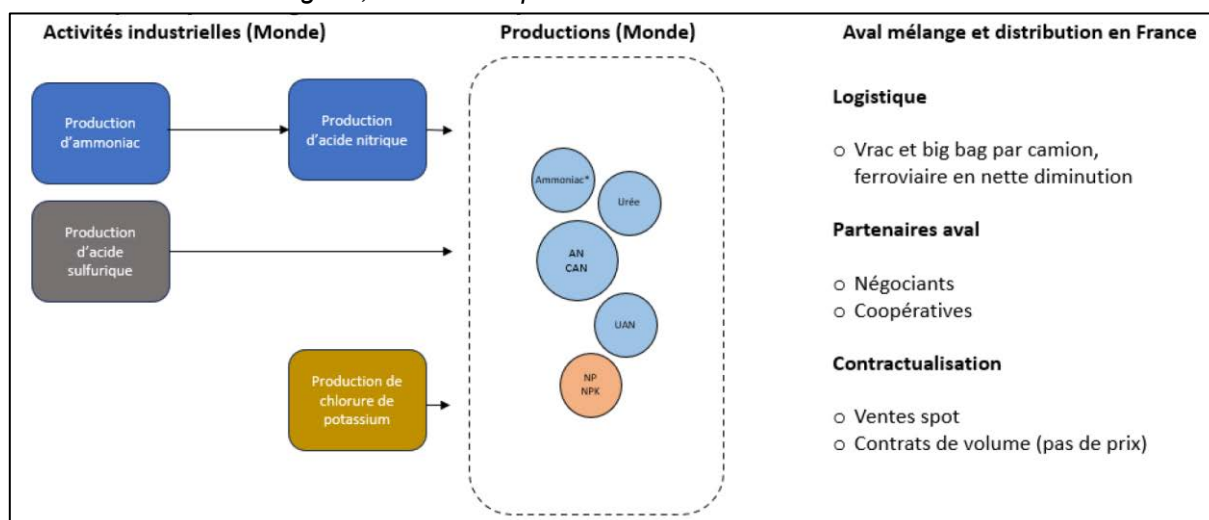 Activités industrielles (Monde)
Productions (Monde)
Aval mélange et distribution en France
Production
d’ammoniac
Production
d’acide nitrique
Production
d’acide
sulfurique
Production de
chlorure de
potassium
Ammoniac*
Urée
AN
CAN
UAN
NP
NPK
Logistique
o Vrac et big bag par camion,
ferroviaire en nette diminution
Partenaires aval
o Négociants
o Coopératives
Contractualisation
o Ventes spot
o Contrats de volume (pas de prix)